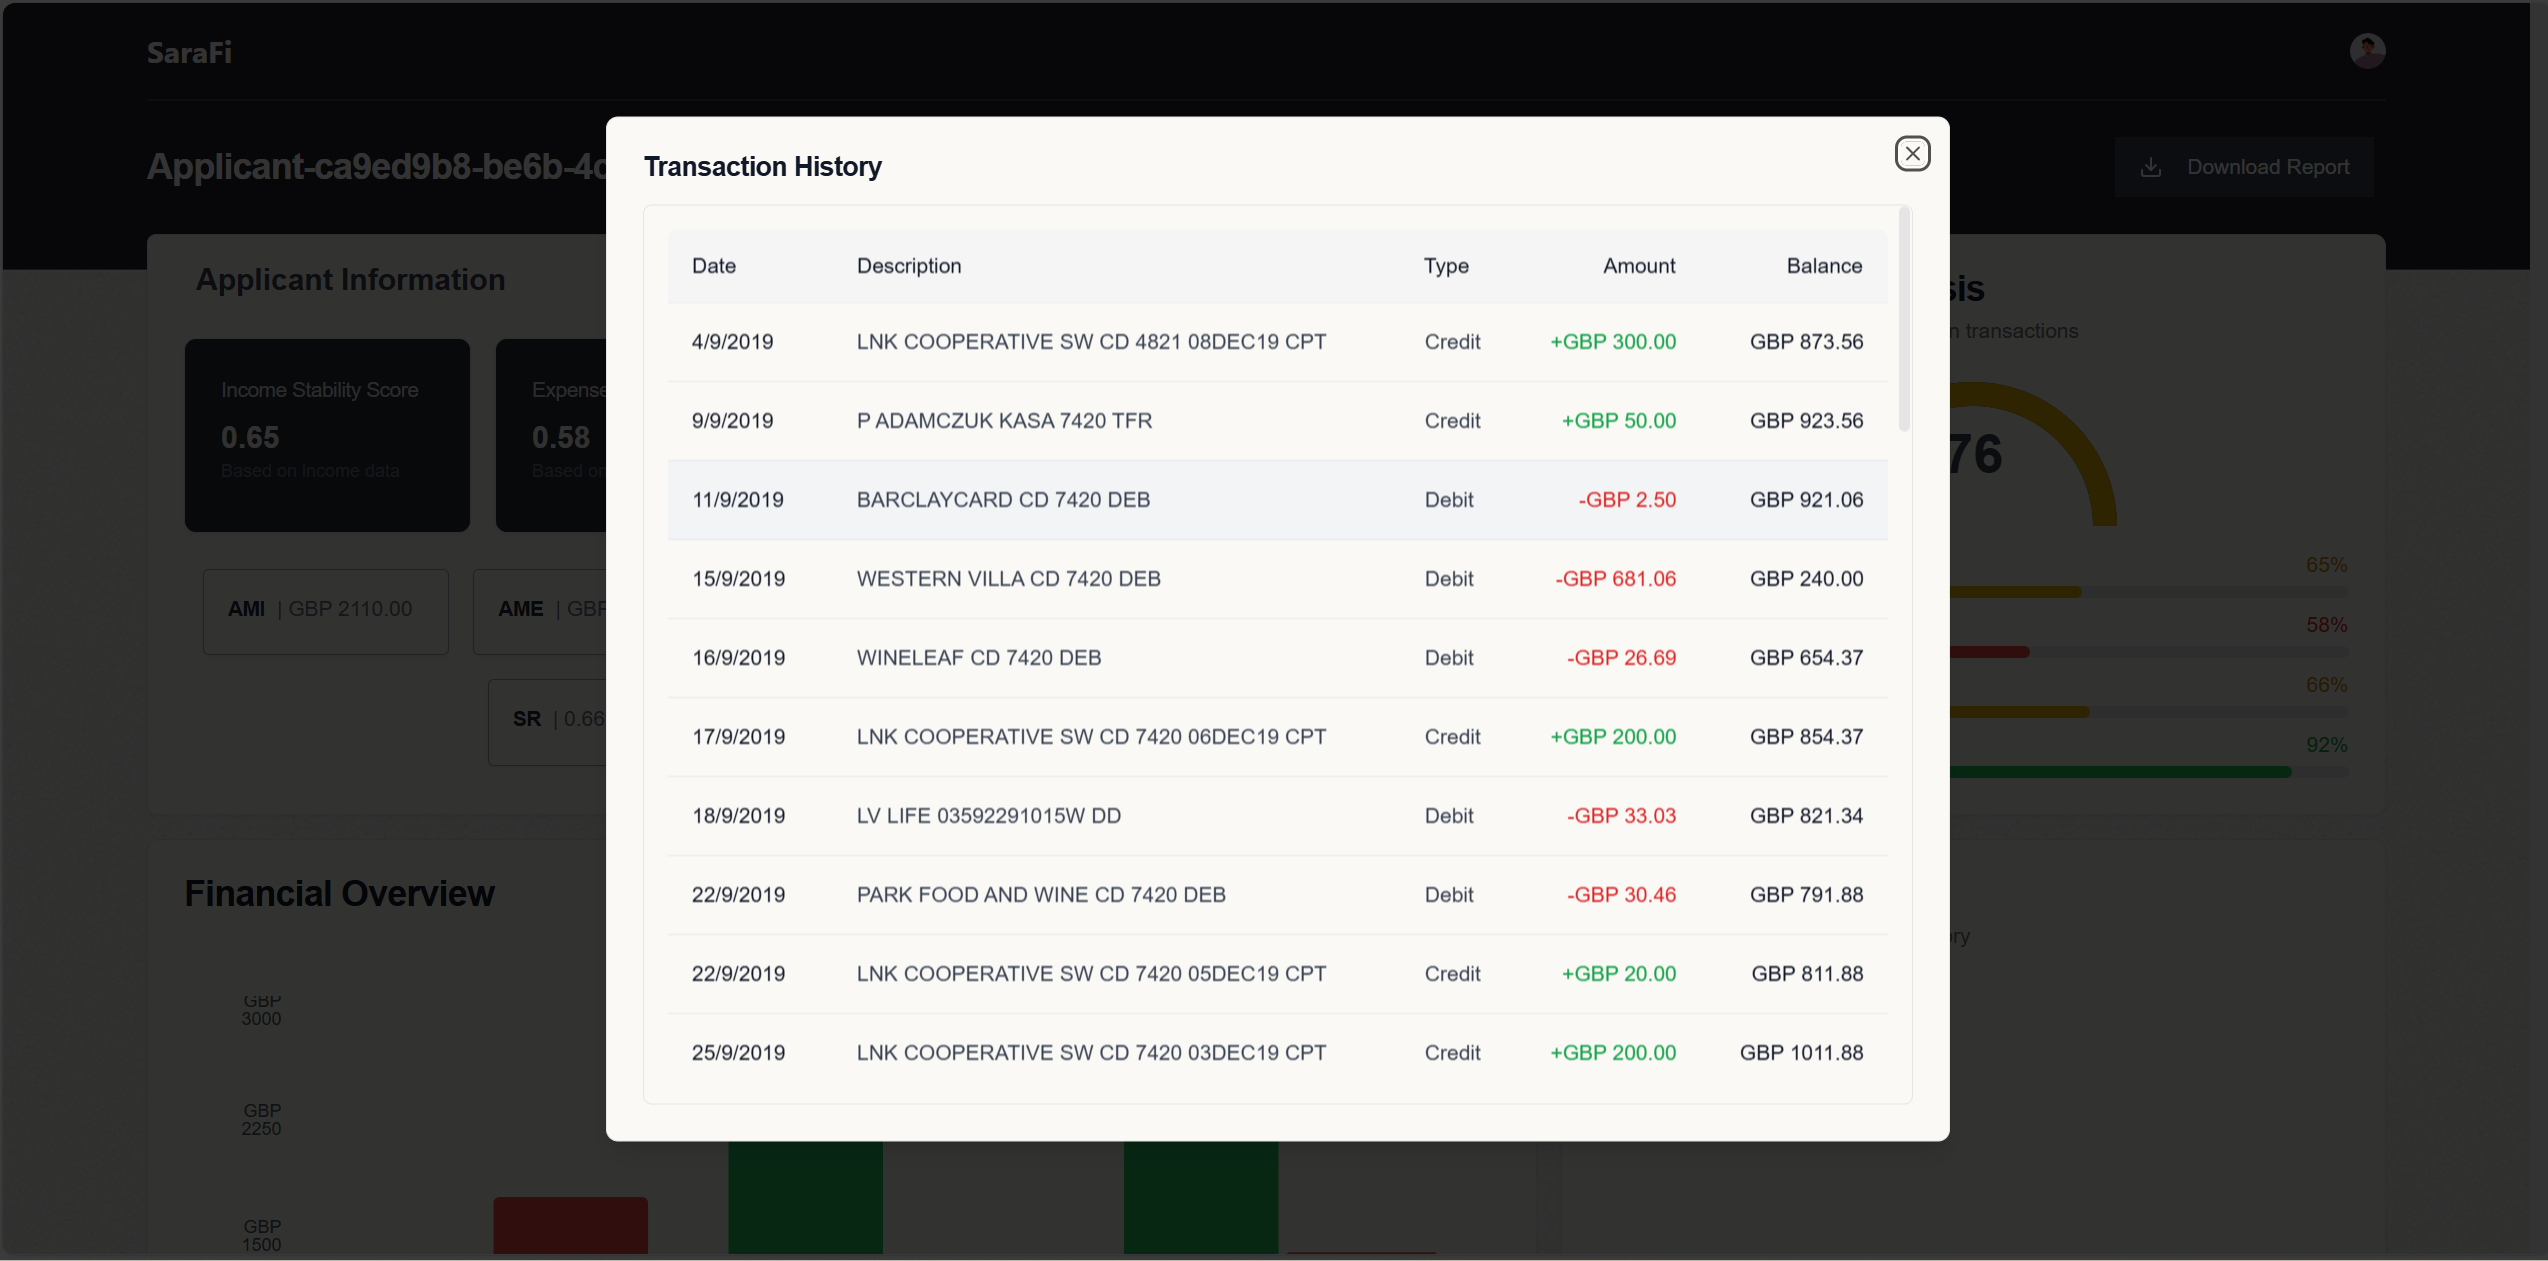 SaraFi
Applicant-ca9ed9b8-be6b-4c
Download Report
Applicant Information
Income Stability Score
0.65
Based on Income data
Expense
0.58
Based on
AMI | GBP 2110.00
AME | GBP
SR | 0.66
Transaction History
Date Description Type Amount Balance
4/9/2019 LNK COOPERATIVE SW CD 4821 08DEC19 CPT Credit +GBP 300.00 GBP 873.56
9/9/2019 P ADAMCZUK KASA 7420 TFR Credit +GBP 50.00 GBP 923.56
11/9/2019 BARCLAYCARD CD 7420 DEB Debit -GBP 2.50 GBP 921.06
15/9/2019 WESTERN VILLA CD 7420 DEB Debit -GBP 681.06 GBP 240.00
16/9/2019 WINELEAF CD 7420 DEB Debit -GBP 26.69 GBP 654.37
17/9/2019 LNK COOPERATIVE SW CD 7420 06DEC19 CPT Credit +GBP 200.00 GBP 854.37
18/9/2019 LV LIFE 03592291015W DD Debit -GBP 33.03 GBP 821.34
22/9/2019 PARK FOOD AND WINE CD 7420 DEB Debit -GBP 30.46 GBP 791.88
22/9/2019 LNK COOPERATIVE SW CD 7420 05DEC19 CPT Credit +GBP 20.00 GBP 811.88
25/9/2019 LNK COOPERATIVE SW CD 7420 03DEC19 CPT Credit +GBP 200.00 GBP 1011.88
sis
n transactions
76
65%
58%
66%
92%
Financial Overview
ory
GBP
3000
GBP
2250
GBP
1500